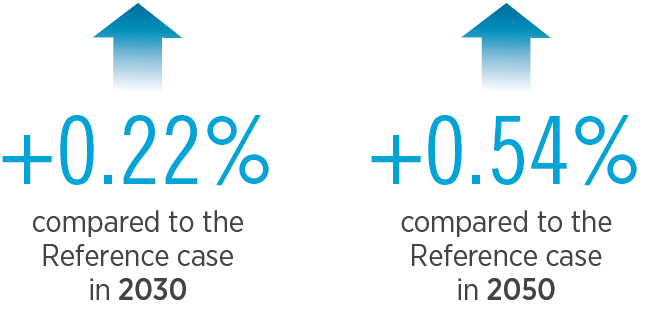 +0.22%
compared to the
Reference case
in 2030
+0.54%
compared to the
Reference case
in 2050